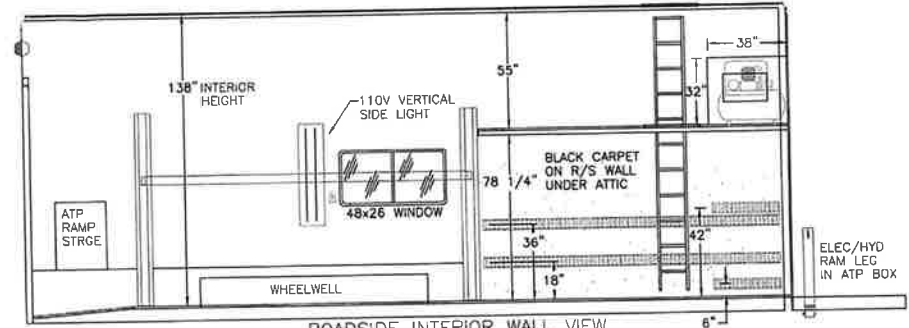 138" INTERIOR
HEIGHT
110V VERTICAL
SIDE LIGHT
55"
38"
32"
78 1/4"
BLACK CARPET
ON R/S WALL
UNDER ATTIC
48x26 WINDOW
ATP
RAMP
STRGE
36"
42"
18"
WHEELWELL
ELEC/HYD
RAM LEG
IN ATP BOX
6"
ROADSIDE INTERIOR WALL VIEW